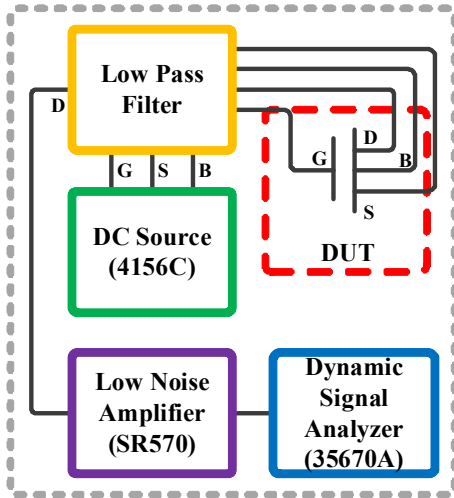 Low Pass
Filter
D
G
S
B
DC Source
(4156C)
D
G
B
S
DUT
Low Noise
Amplifier
(SR570)
Dynamic
Signal
Analyzer
(35670A)